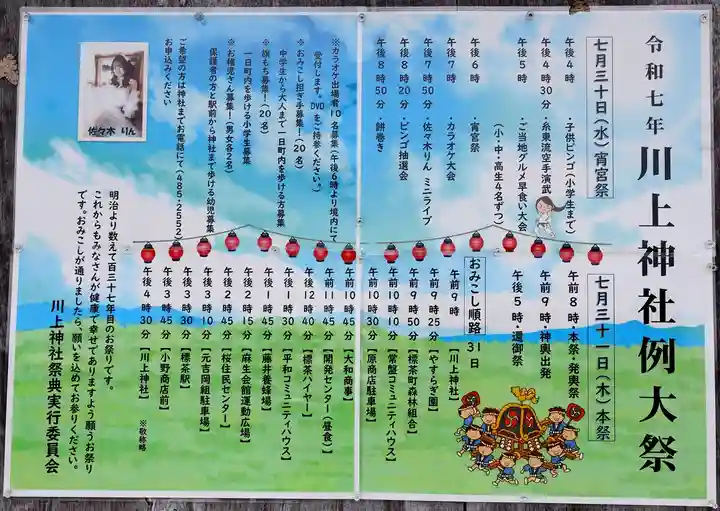 令和七年
川上神社例大祭
七月三十日(水)宵宮祭
午後4時・子供ビンゴ(小学生まで)
午後4時30分・糸東流空手演武
午後5時・ご当地グルメ早食い大会
(小・中・高生4名ずつ)
午後6時・宵宮祭
午後7時・カラオケ大会
午後7時50分・佐々木りん ミニライブ
午後8時20分・ビンゴ抽選会
午後8時50分・餅巻き
※カラオケ出場者10名募集(午後6時より境内にて
受付します。DVDをご持参ください。)
※おみこし担ぎ手募集!(20名)
中学生から大人まで一日町内を歩ける方募集
※旗もち募集!(20名)
一日町内を歩ける小学生募集
※お稚児さん募集!(男女各2名)
保護者の方と駅前から神社まで歩ける幼児募集
ご希望の方は神社までお電話にて(485・2552)
お申込みください
佐々木 りん
七月三十一日(木)本祭
午前8時・本祭・発輿祭
午前9時・神輿出発
午後5時・還御祭
おみこし順路31日
午前9時【川上神社】
午前9時25分【やすらぎ園】
午前9時50分【標茶町森林組合】
午前10時10分【常盤コミュニティハウス】
午前10時30分【原商店駐車場】
午前10時45分【大和商事】
午前11時【開発センター(昼食)】
午後12時40分【標茶ハイヤー】
午後1時30分【平和コミュニティハウス】
午後1時45分【藤井養蜂場】
午後2時15分【麻生会館運動広場】
午後2時45分【桜住民センター】
午後3時10分【元吉岡組駐車場】
午後3時30分【標茶駅】
午後3時45分【小野商店前】
午後4時30分【川上神社】
※敬称略
明治より数えて百三十七年目のお祭りです。
これからもみなさんが健康で幸せでありますよう願うお祭り
です。おみこしが通りましたら、願いを込めてお参りください。
川上神社祭典実行委員会